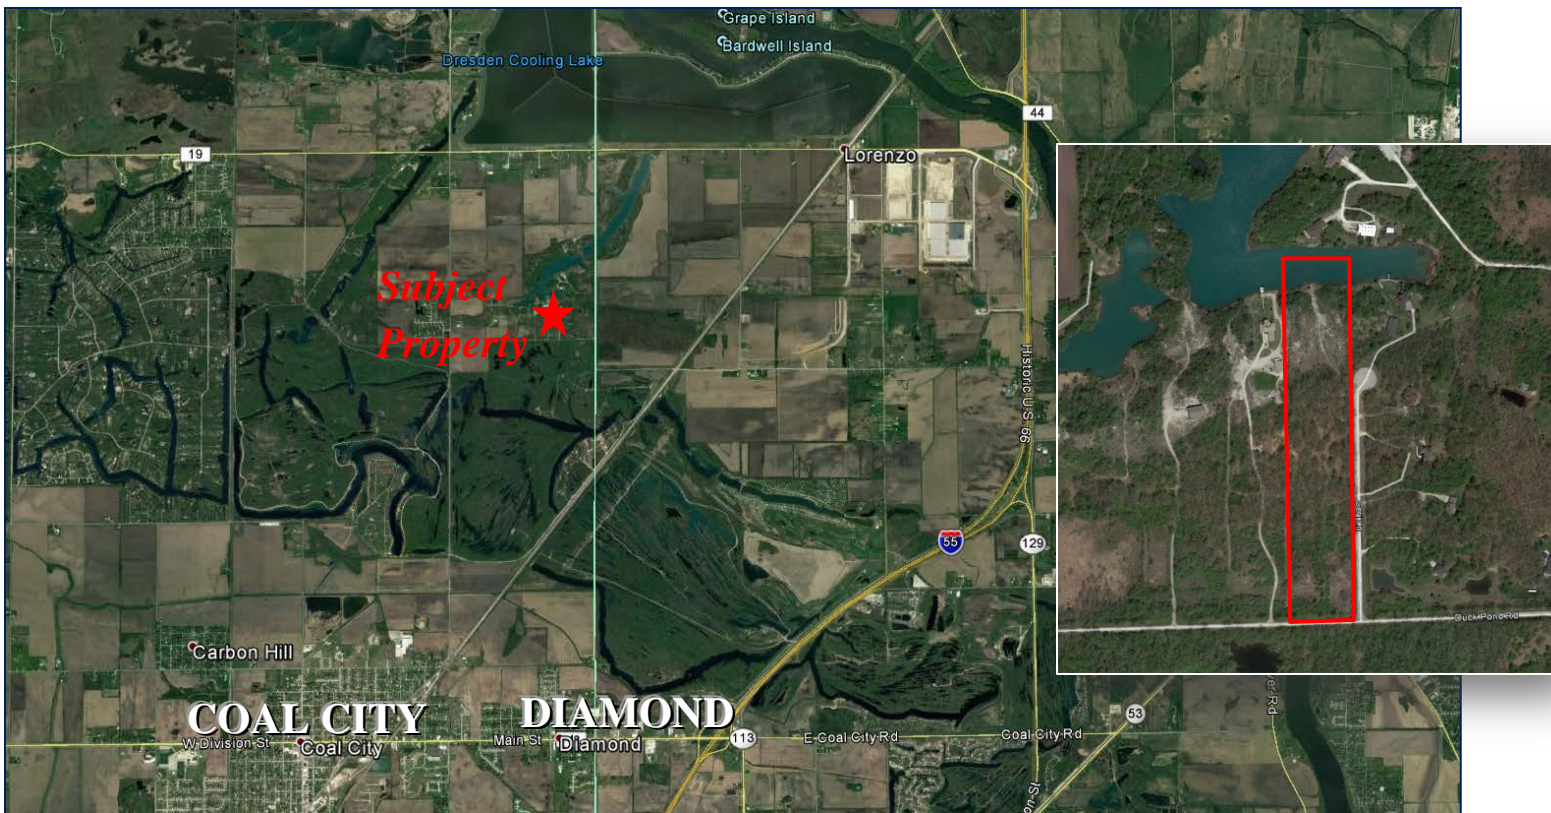 Grape Island
Bardwell Island
Dresden Cooling Lake
44
19
Lorenzo
Subject
Property
Historic U.S. 66
55
129
Duck Pond Rd
Carbon Hill
COAL CITY
DIAMOND
53
W Division St
Coal City
Main St
Diamond
113
E Coal City Rd
Coal City Rd